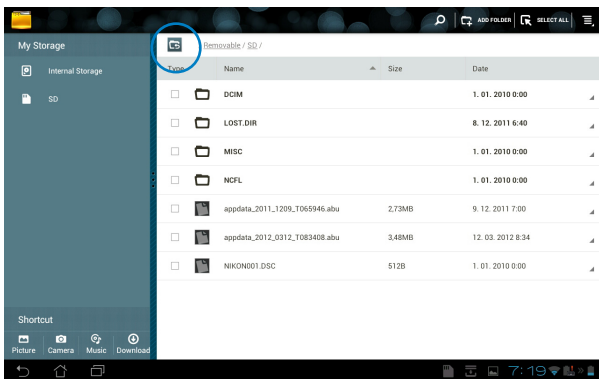 ADD FOLDER SELECT ALL
My Storage
Removable / SD /
Type Name Size Date
Internal Storage
SD
DCIM 1. 01. 2010 0:00
LOST.DIR 8. 12. 2011 6:40
MISC 1. 01. 2010 0:00
NCFL 1. 01. 2010 0:00
appdata_2011_1209_T065946.abu 2,73MB 9. 12. 2011 7:00
appdata_2012_0312_T083408.abu 3,48MB 12. 03. 2012 8:34
NIKON001.DSC 512B 1. 01. 2010 0:00
Shortcut
Picture Camera Music Download
7:19